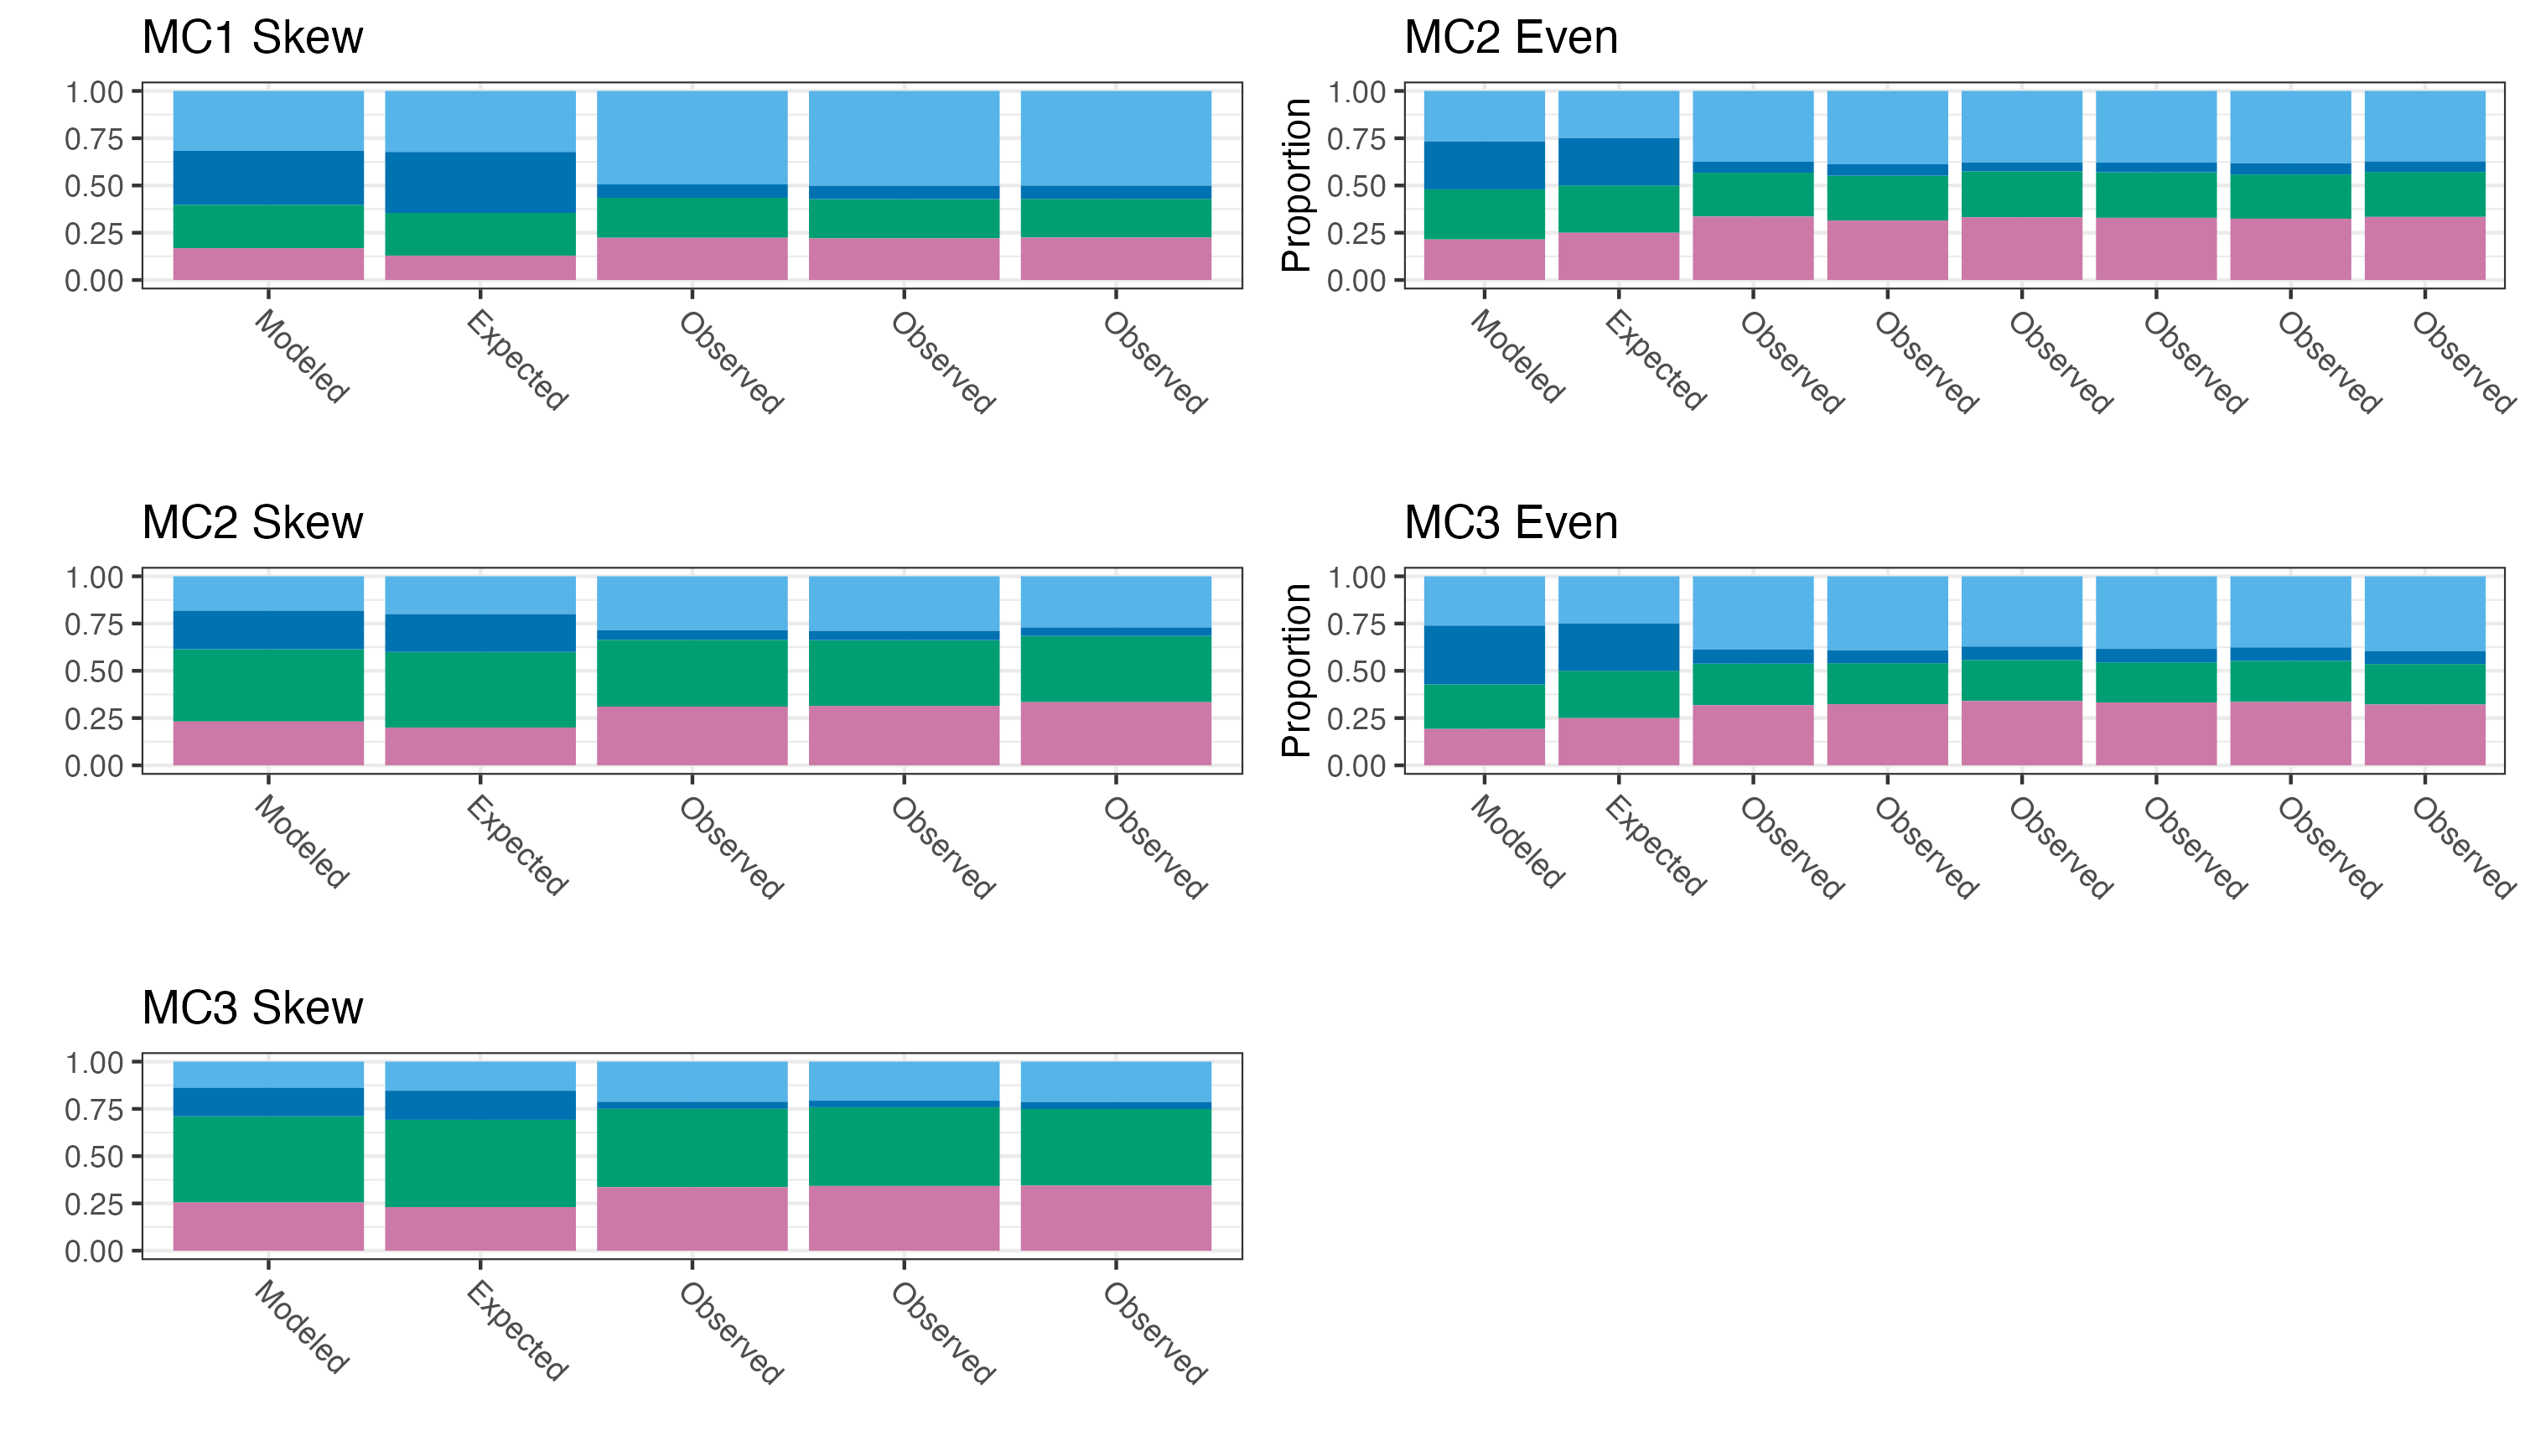 MC1 Skew
1.00
0.75
0.50
0.25
0.00
Modeled
Expected
Observed
Observed
Observed
MC2 Even
Proportion
1.00
0.75
0.50
0.25
0.00
Modeled
Expected
Observed
Observed
Observed
Observed
Observed
Observed
MC2 Skew
1.00
0.75
0.50
0.25
0.00
Modeled
Expected
Observed
Observed
Observed
MC3 Even
Proportion
1.00
0.75
0.50
0.25
0.00
Modeled
Expected
Observed
Observed
Observed
Observed
Observed
Observed
MC3 Skew
1.00
0.75
0.50
0.25
0.00
Modeled
Expected
Observed
Observed
Observed